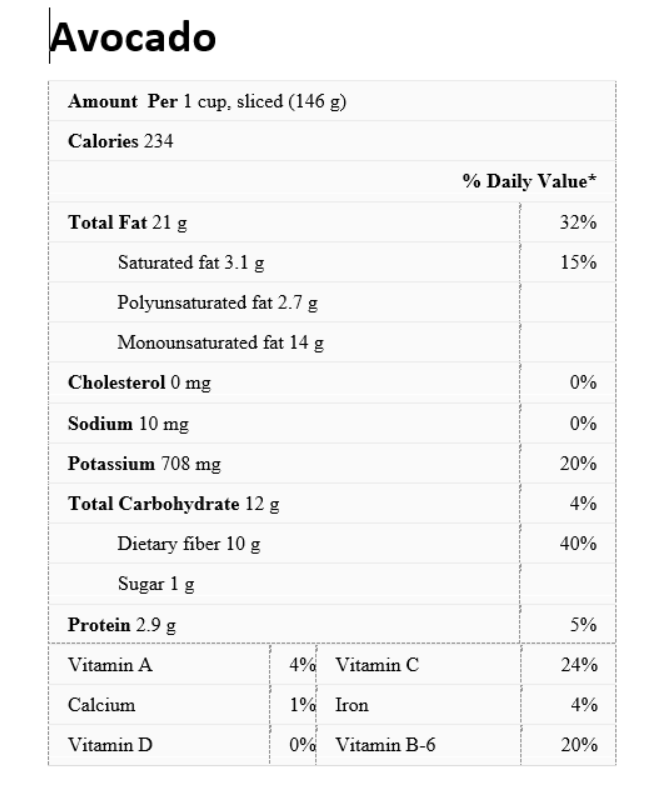 Avocado
Amount Per 1 cup, sliced (146 g)
Calories 234
% Daily Value*
Total Fat 21 g 32%
Saturated fat 3.1 g 15%
Polyunsaturated fat 2.7 g
Monounsaturated fat 14 g
Cholesterol 0 mg 0%
Sodium 10 mg 0%
Potassium 708 mg 20%
Total Carbohydrate 12 g 4%
Dietary fiber 10 g 40%
Sugar 1 g
Protein 2.9 g 5%
Vitamin A 4% Vitamin C 24%
Calcium 1% Iron 4%
Vitamin D 0% Vitamin B-6 20%